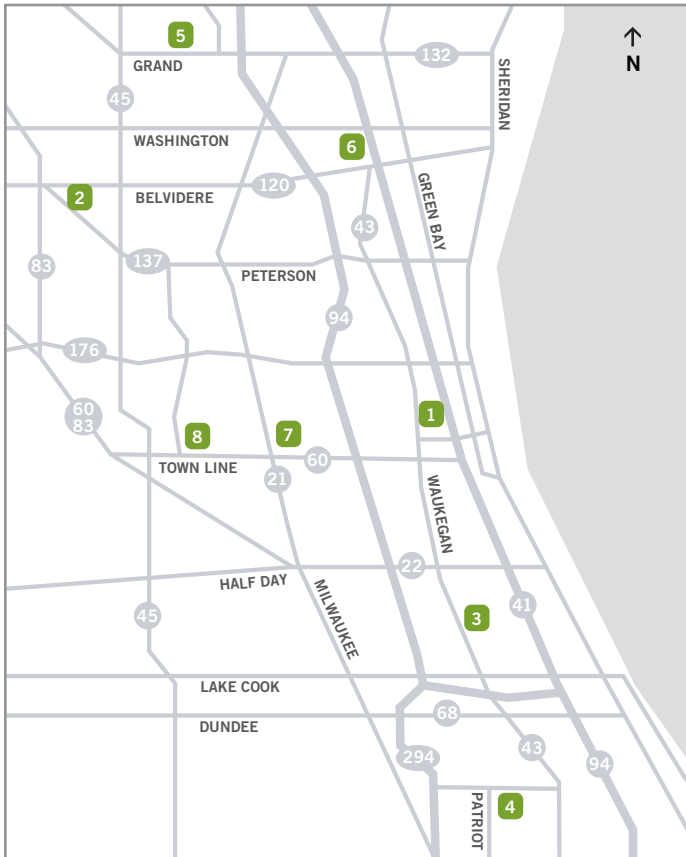 5
N
GRAND
132
SHERIDAN
45
WASHINGTON
6
2
BELVIDERE
120
GREEN BAY
43
83
137
PETERSON
94
176
60
83
1
8
7
TOWN LINE
60
21
WAUKEGAN
22
HALF DAY
MILWAUKEE
41
45
3
LAKE COOK
68
DUNDEE
43
294
94
PATRIOT
4